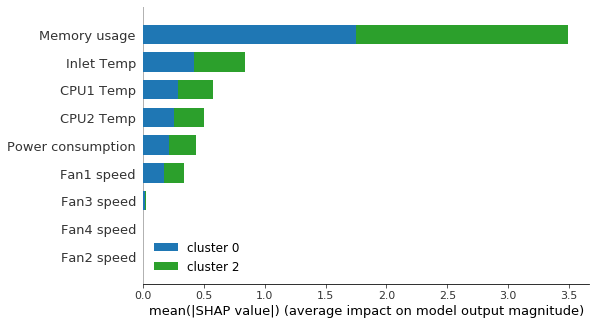 Memory usage
Inlet Temp
CPU1 Temp
CPU2 Temp
Power consumption
Fan1 speed
Fan3 speed
Fan4 speed
Fan2 speed
cluster 0
cluster 2
0.0 0.5 1.0 1.5 2.0 2.5 3.0 3.5
mean(|SHAP value|) (average impact on model output magnitude)